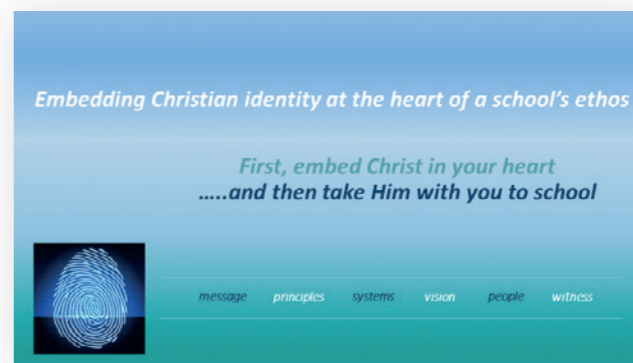 Embedding Christian identity at the heart of a school's ethos
First, embed Christ in your heart
.....and then take Him with you to school
message principles systems vision people witness